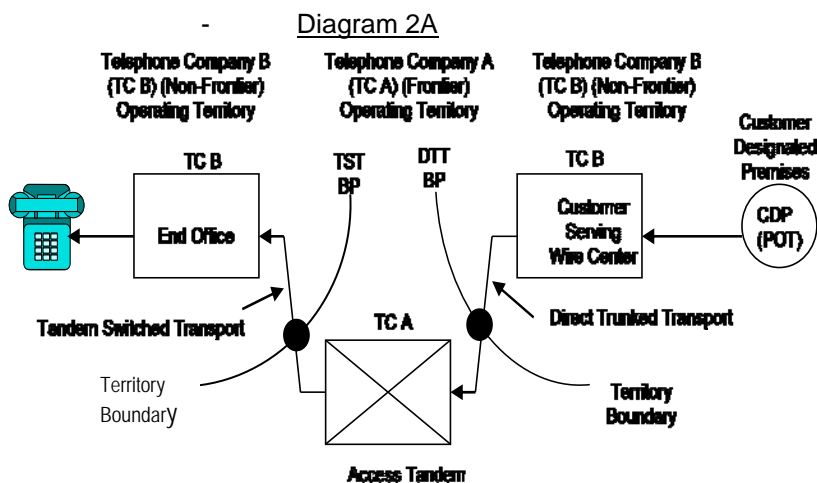 -
Diagram 2A
Telephone Company B
(TC B) (Non-Frontier)
Operating Territory
Telephone Company A
(TC A) (Frontier)
Operating Territory
Telephone Company B
(TC B) (Non-Frontier)
Operating Territory
Customer
Designated
Premises
TC B
TST
BP
DTT
BP
TC B
End Office
Customer
Serving
Wire Center
CDP
(POT)
Tandem Switched Transport
TC A
Direct Trunked Transport
Territory
Boundary
Territory
Boundary
Access Tandem